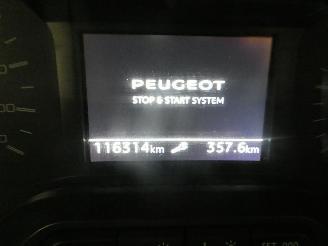 PEUGEOT
STOP & START SYSTEM
116314km 357.6km